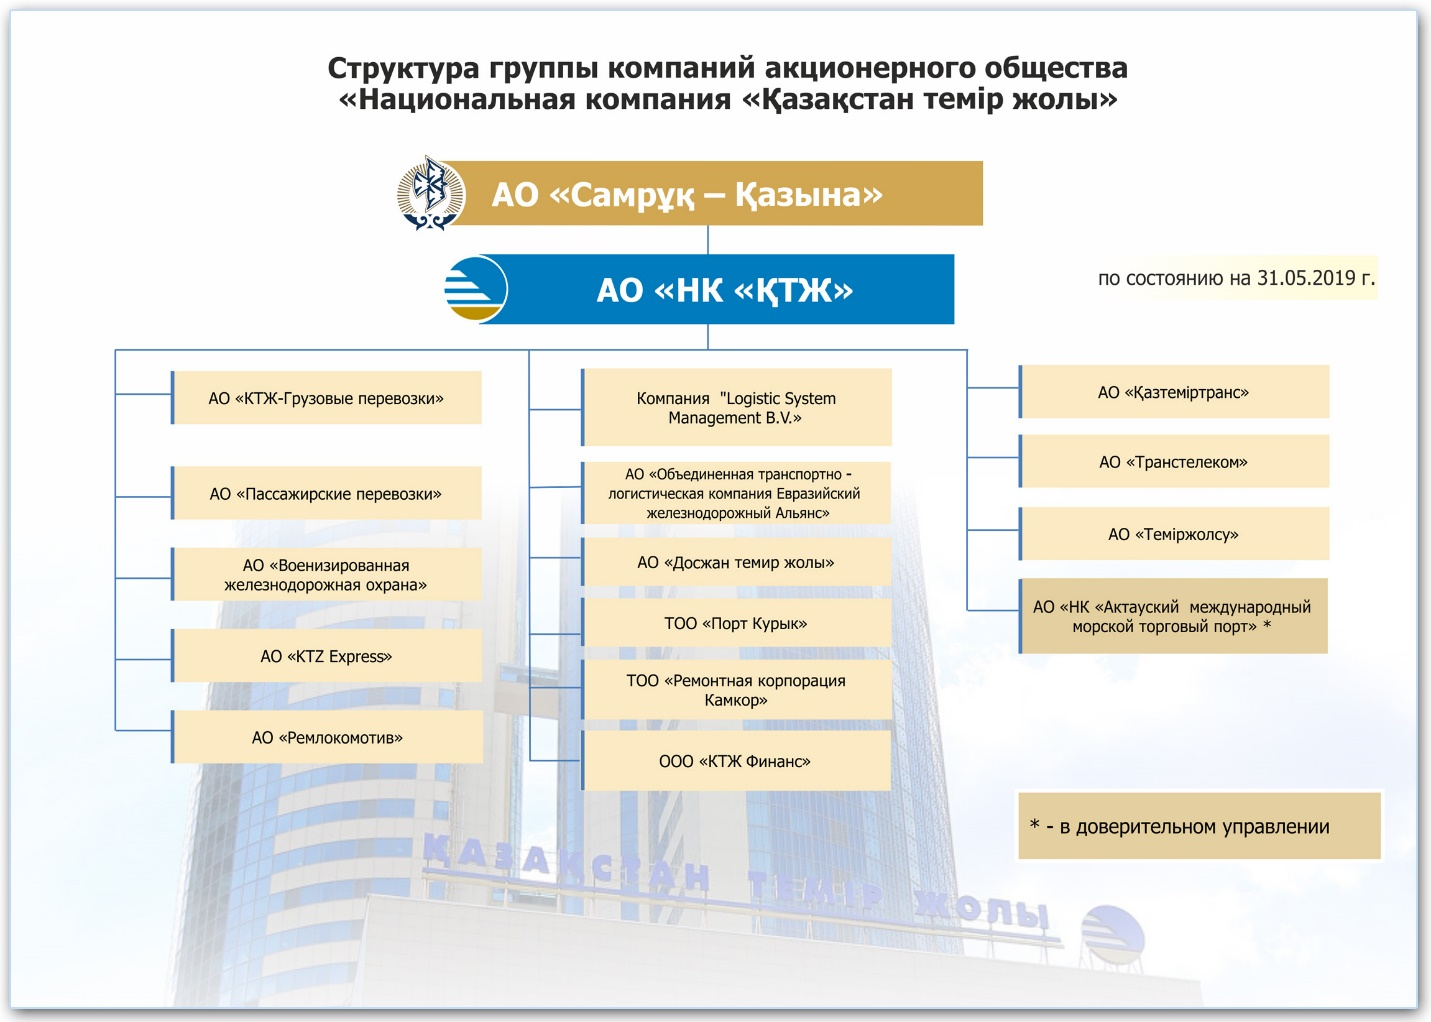 Структура группы компаний акционерного общества
«Национальная компания «Қазақстан темір жолы»
АО «Самрұқ – Қазына»
АО «НК «ҚТЖ»
по состоянию на 31.05.2019 г.
АО «КТЖ-Грузовые перевозки»
АО «Пассажирские перевозки»
АО «Военизированная
железнодорожная охрана»
АО «KTZ Express»
АО «Ремлокомотив»
Компания "Logistic System
Management B.V.»
АО «Объединенная транспортно -
логистическая компания Евразийский
железнодорожный Альянс»
АО «Досжан темир жолы»
ТОО «Порт Курык»
ТОО «Ремонтная корпорация
Камкор»
ООО «КТЖ Финанс»
АО «Қазтеміртранс»
АО «Транстелеком»
АО «Теміржолсу»
АО «НК «Актауский международный
морской торговый порт» *
* - в доверительном управлении
ҚАЗАҚСТАН ТЕМІР ЖОЛЫ